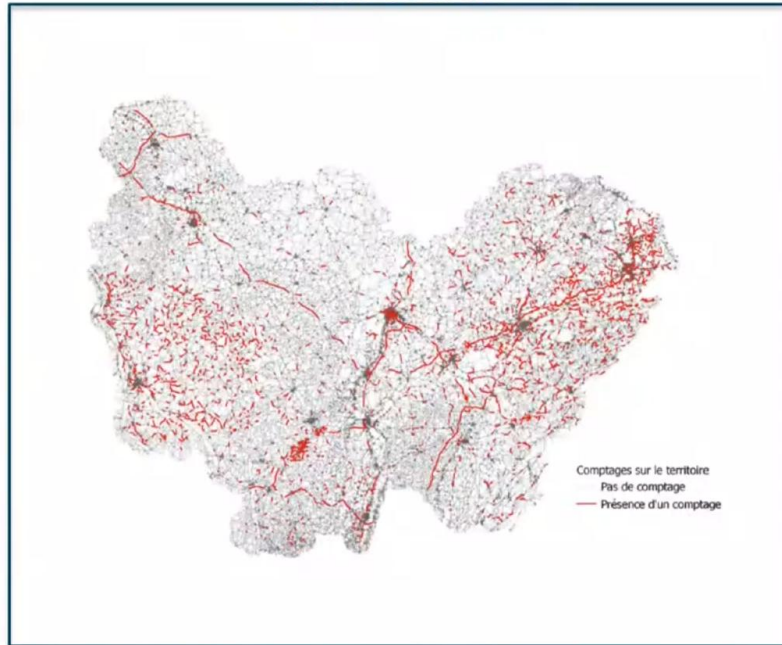 Comptages sur le territoire
Pas de comptage
Présence d'un comptage